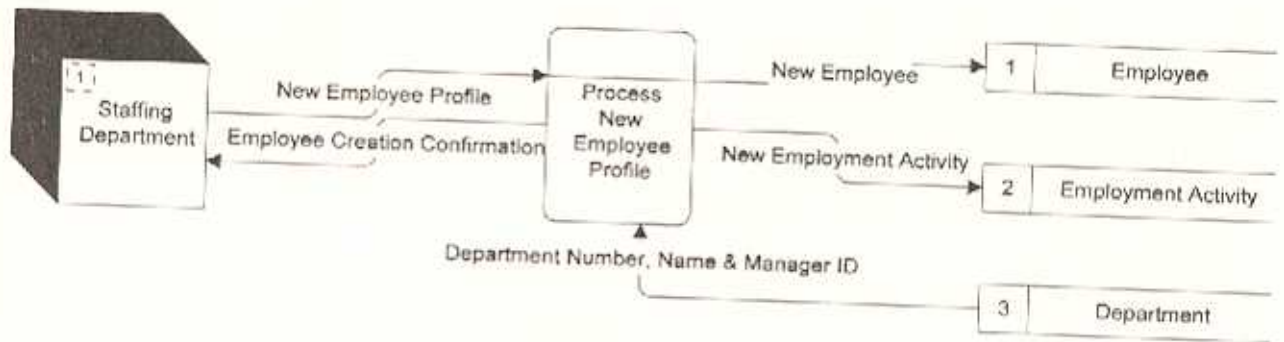 1
Staffing
Department
New Employee Profile
Employee Creation Confirmation
Process
New
Employee
Profile
New Employee
1
Employee
New Employment Activity
2
Employment Activity
Department Number, Name & Manager ID
3
Department